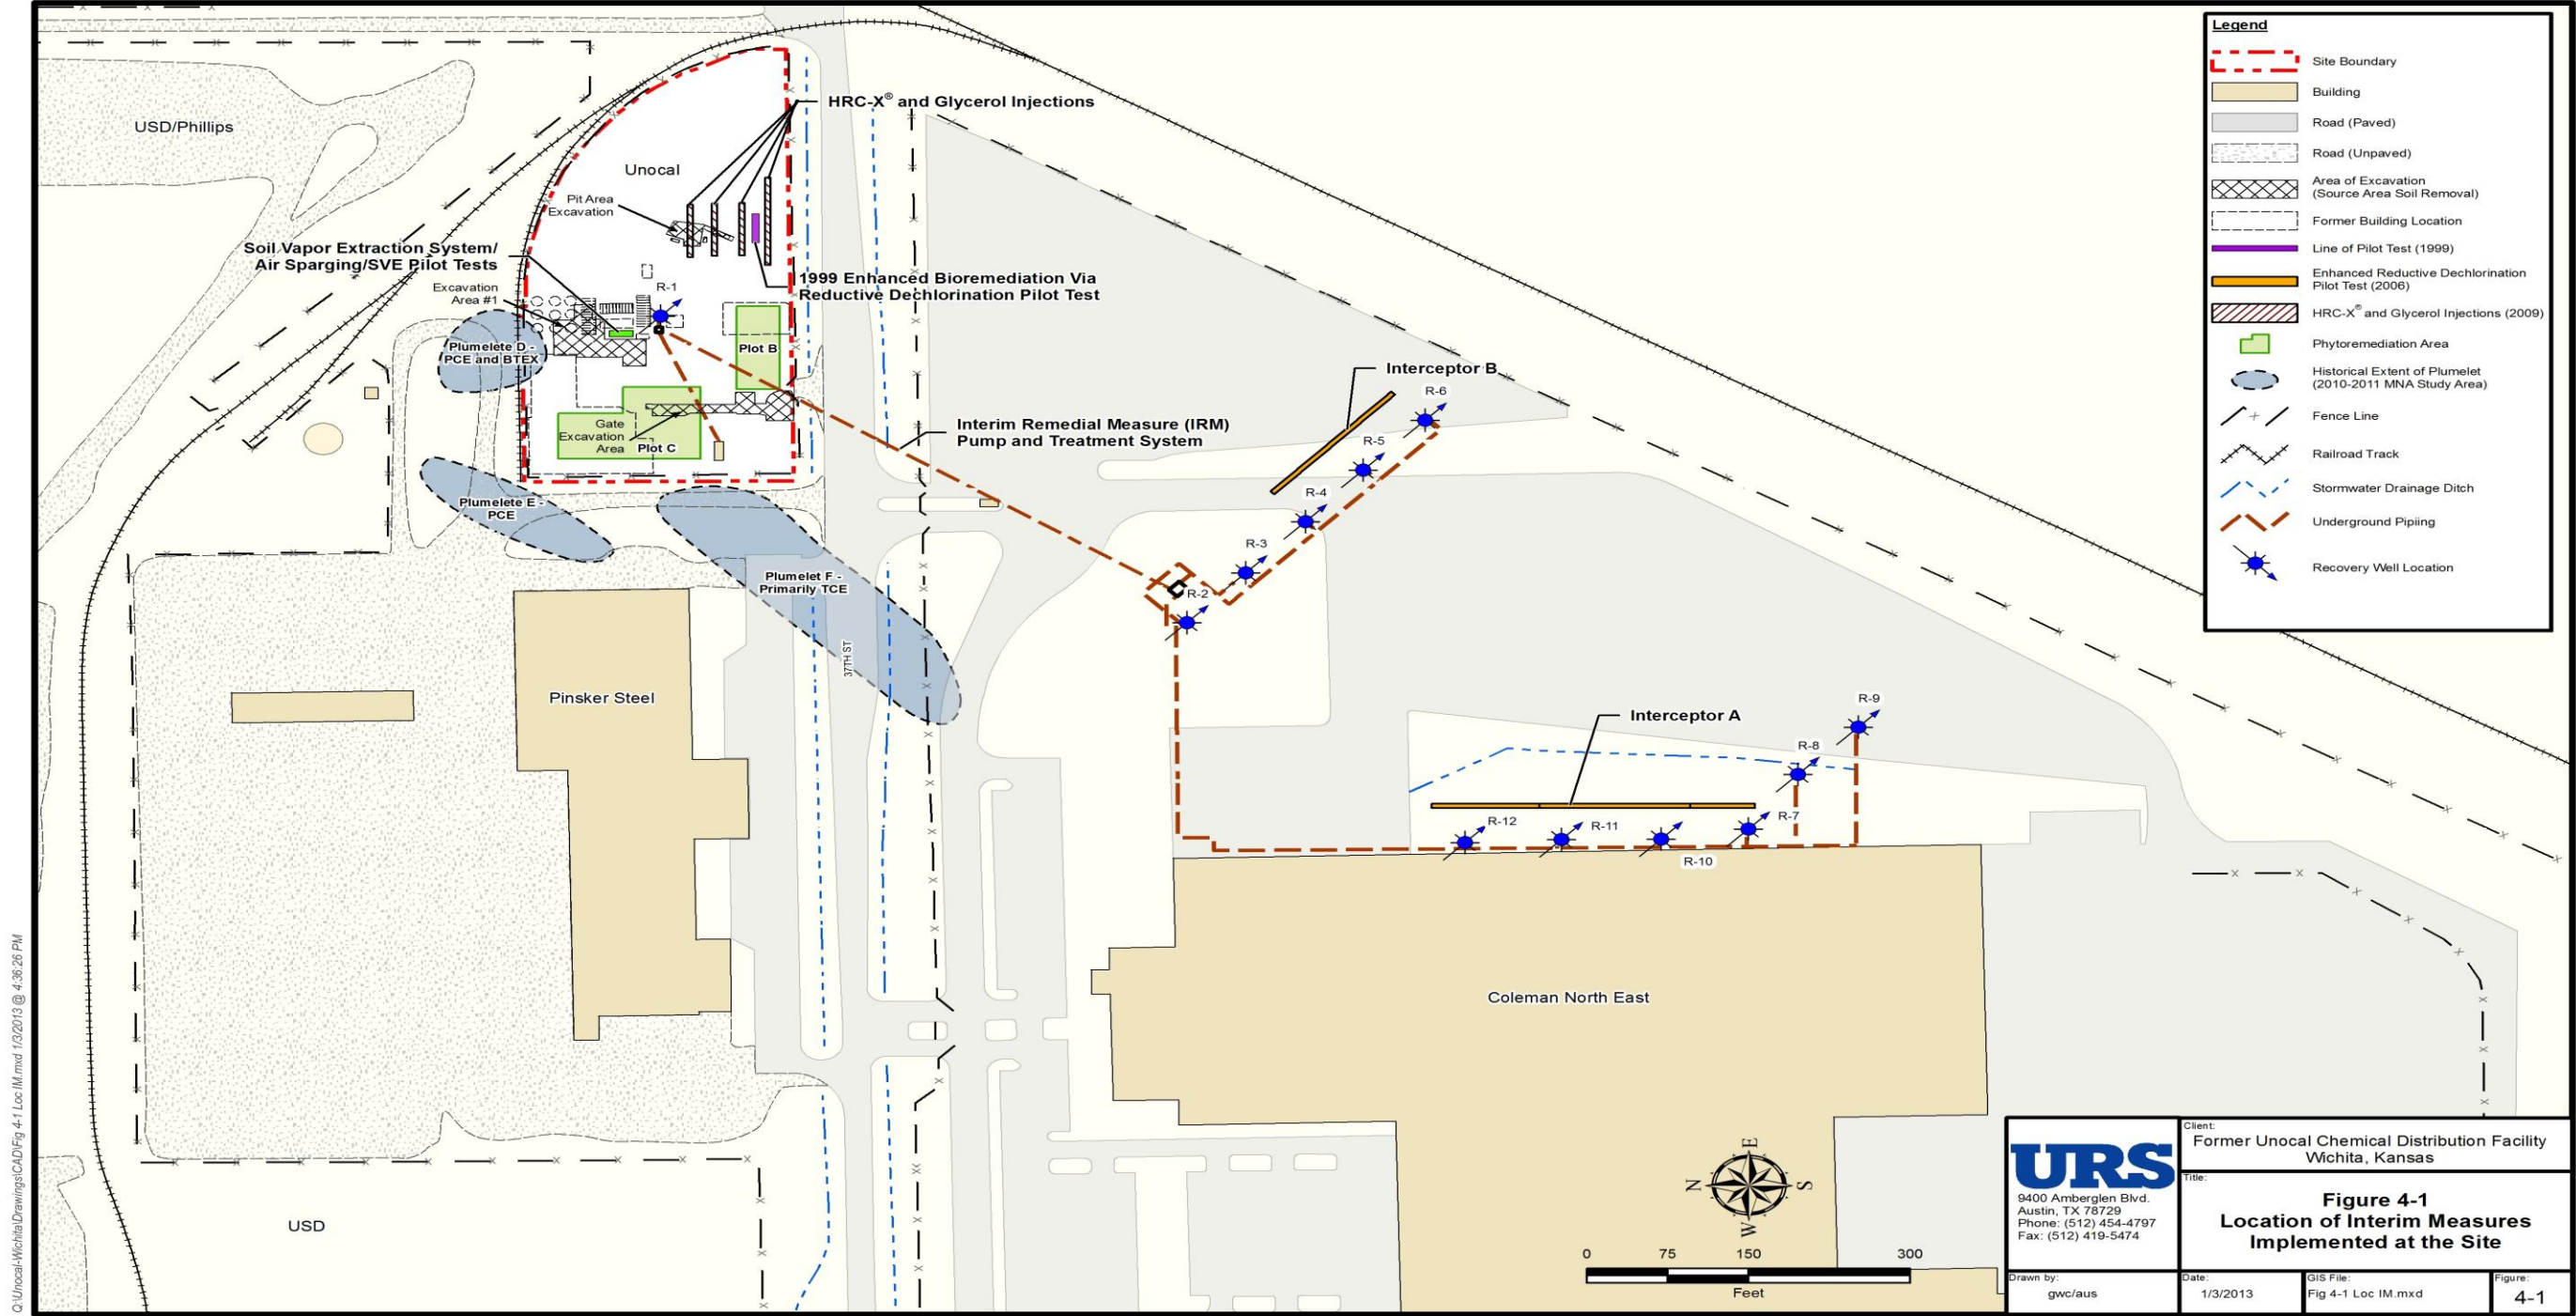 USD/Phillips
HRC-X® and Glycerol Injections
Unocal
Pit Area
Excavation
Soil Vapor Extraction System/
Air Sparging/SVE Pilot Tests
1999 Enhanced Bioremediation Via
Reductive Dechlorination Pilot Test
Excavation
Area #1
R-1
Plumelete D -
PCE and BTEX
Plot B
Gate
Excavation
Area
Plot C
Interim Remedial Measure (IRM)
Pump and Treatment System
Interceptor B
R-6
R-5
R-4
R-3
R-2
Plumelete E -
PCE
Plumelet F -
Primarily TCE
37TH ST
Pinsker Steel
Interceptor A
R-9
R-8
R-7
R-12
R-11
R-10
Coleman North East
USD
N
E
S
W
0 75 150 300
Feet
Legend
Site Boundary
Building
Road (Paved)
Road (Unpaved)
Area of Excavation
(Source Area Soil Removal)
Former Building Location
Line of Pilot Test (1999)
Enhanced Reductive Dechlorination
Pilot Test (2006)
HRC-X® and Glycerol Injections (2009)
Phytoremediation Area
Historical Extent of Plumelet
(2010-2011 MNA Study Area)
Fence Line
Railroad Track
Stormwater Drainage Ditch
Underground Pipiing
Recovery Well Location
URS
9400 Amberglen Blvd.
Austin, TX 78729
Phone: (512) 454-4797
Fax: (512) 419-5474
Client:
Former Unocal Chemical Distribution Facility
Wichita, Kansas
Title:
Figure 4-1
Location of Interim Measures
Implemented at the Site
Drawn by:
gwc/aus
Date:
1/3/2013
GIS File:
Fig 4-1 Loc IM.mxd
Figure:
4-1
Q:\Unocal-Wichita\Drawings\CAD\Fig 4-1 Loc IM.mxd 1/3/2013 @ 4:36:26 PM